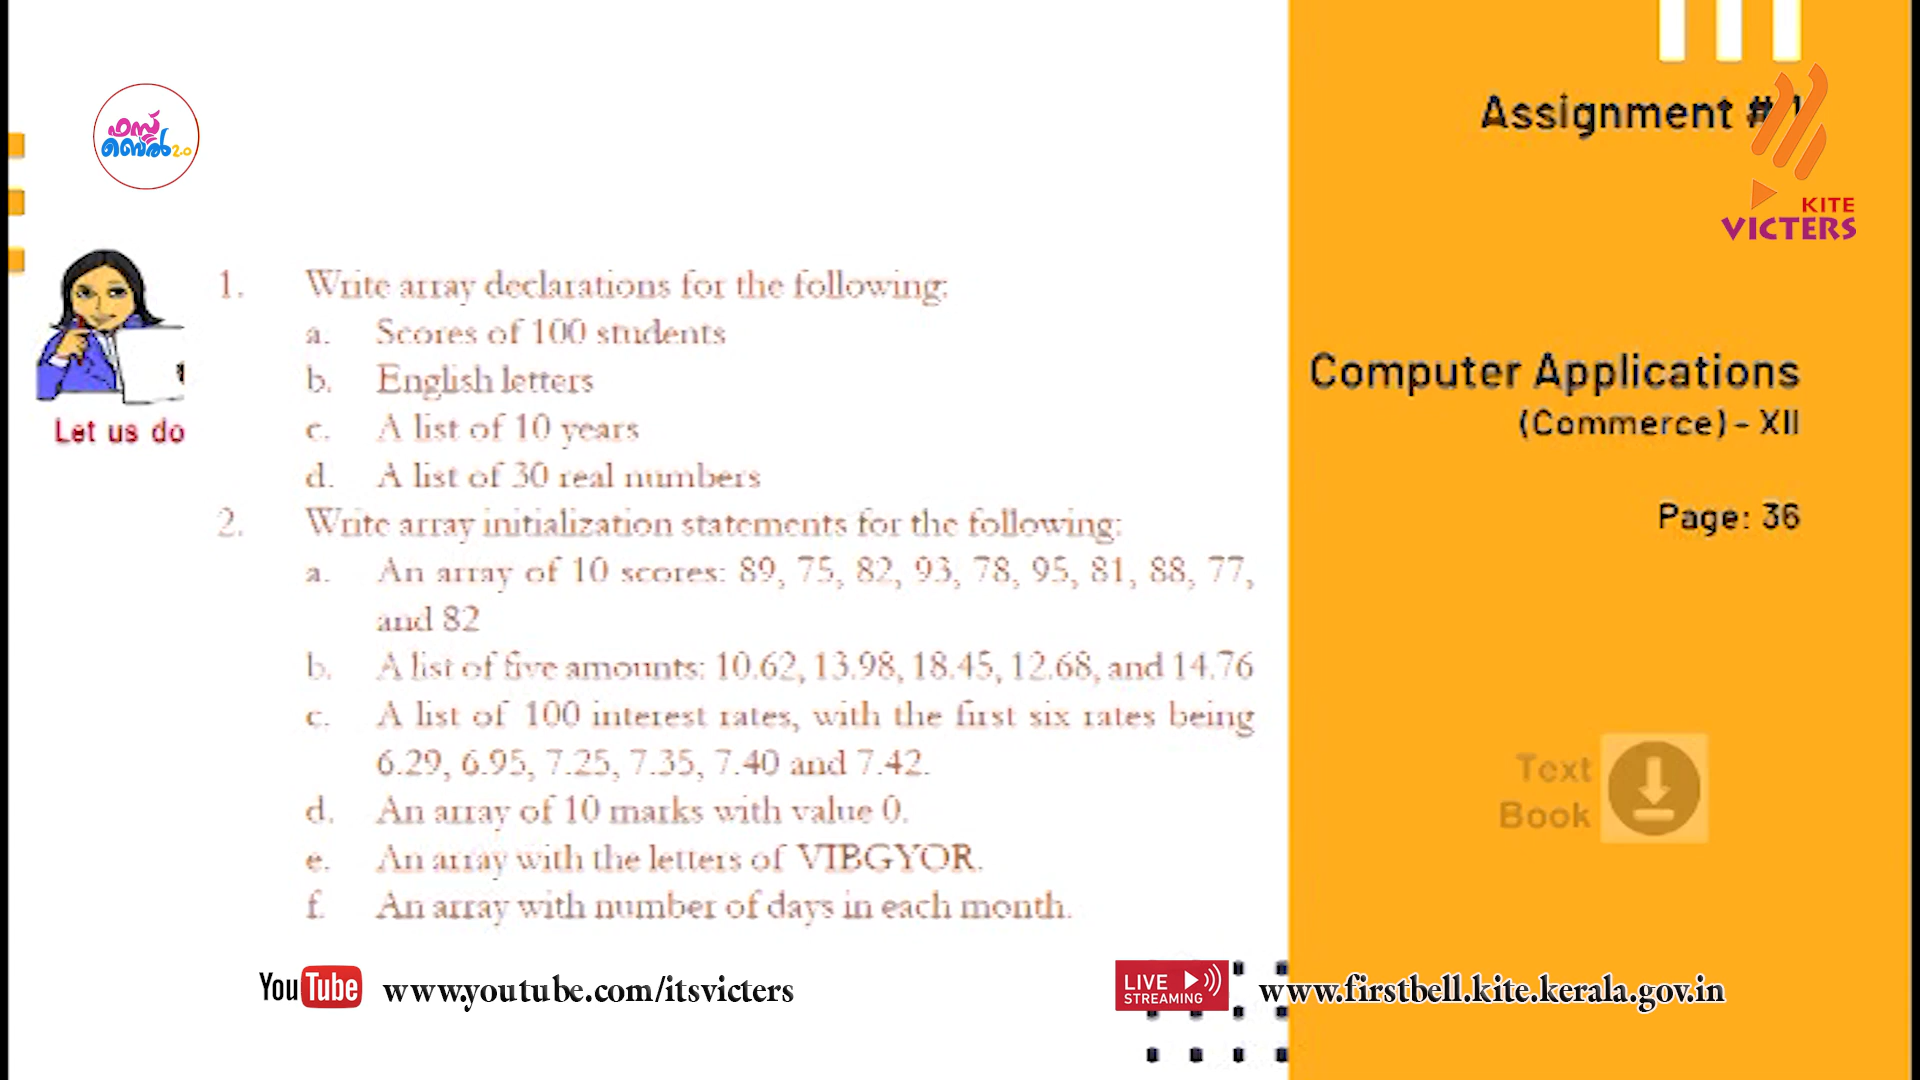 ഫസ്റ്റ്
ബെൽ 2.0
Assignment # 1
KITE
VICTERS
1. Write array declarations for the following:
a. Scores of 100 students
b. English letters
c. A list of 10 years
d. A list of 30 real numbers
2. Write array initialization statements for the following:
a. An array of 10 scores: 89, 75, 82, 93, 78, 95, 81, 88, 77,
and 82
b. A list of five amounts: 10.62, 13.98, 18.45, 12.68, and 14.76
c. A list of 100 interest rates, with the first six rates being
6.29, 6.95, 7.25, 7.35, 7.40 and 7.42.
d. An array of 10 marks with value 0.
e. An array with the letters of VIBGYOR.
f. An array with number of days in each month.
Let us do
Computer Applications
(Commerce) - XII
Page: 36
Text
Book
YouTube www.youtube.com/itsvicters
LIVE
STREAMING
www.firstbell.kite.kerala.gov.in